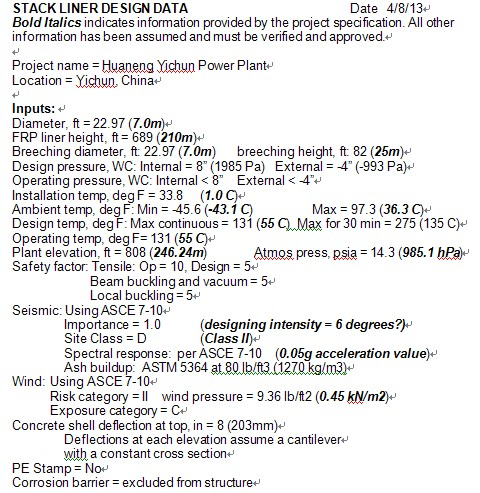 STACK LINER DESIGN DATA Date 4/8/13↵
Bold Italics indicates information provided by the project specification. All other
information has been assumed and must be verified and approved.↵
↵
Project name = Huaneng Yichun Power Plant↵
Location = Yichun, China↵
↵
Inputs: ↵
Diameter, ft = 22.97 (7.0m)↵
FRP liner height, ft = 689 (210m)↵
Breeching diameter, ft: 22.97 (7.0m) breeching height, ft: 82 (25m)↵
Design pressure, WC: Internal = 8” (1985 Pa) External = -4” (-993 Pa)↵
Operating pressure, WC: Internal < 8” External < -4”↵
Installation temp, deg F = 33.8 (1.0 C)↵
Ambient temp, deg F: Min = -45.6 (-43.1 C) Max = 97.3 (36.3 C)↵
Design temp, deg F: Max continuous = 131 (55 C), Max for 30 min = 275 (135 C)↵
Operating temp, deg F= 131 (55 C)↵
Plant elevation, ft = 808 (246.24m) Atmos press, psia = 14.3 (985.1 hPa)↵
Safety factor: Tensile: Op = 10, Design = 5↵
Beam buckling and vacuum = 5↵
Local buckling = 5↵
Seismic: Using ASCE 7-10↵
Importance = 1.0 (designing intensity = 6 degrees?)↵
Site Class = D (Class II)↵
Spectral response: per ASCE 7-10 (0.05g acceleration value)↵
Ash buildup: ASTM 5364 at 80 lb/ft3 (1270 kg/m3)↵
Wind: Using ASCE 7-10↵
Risk category = II wind pressure = 9.36 lb/ft2 (0.45 kN/m2)↵
Exposure category = C↵
Concrete shell deflection at top, in = 8 (203mm)↵
Deflections at each elevation assume a cantilever↵
with a constant cross section↵
PE Stamp = No↵
Corrosion barrier = excluded from structure↵